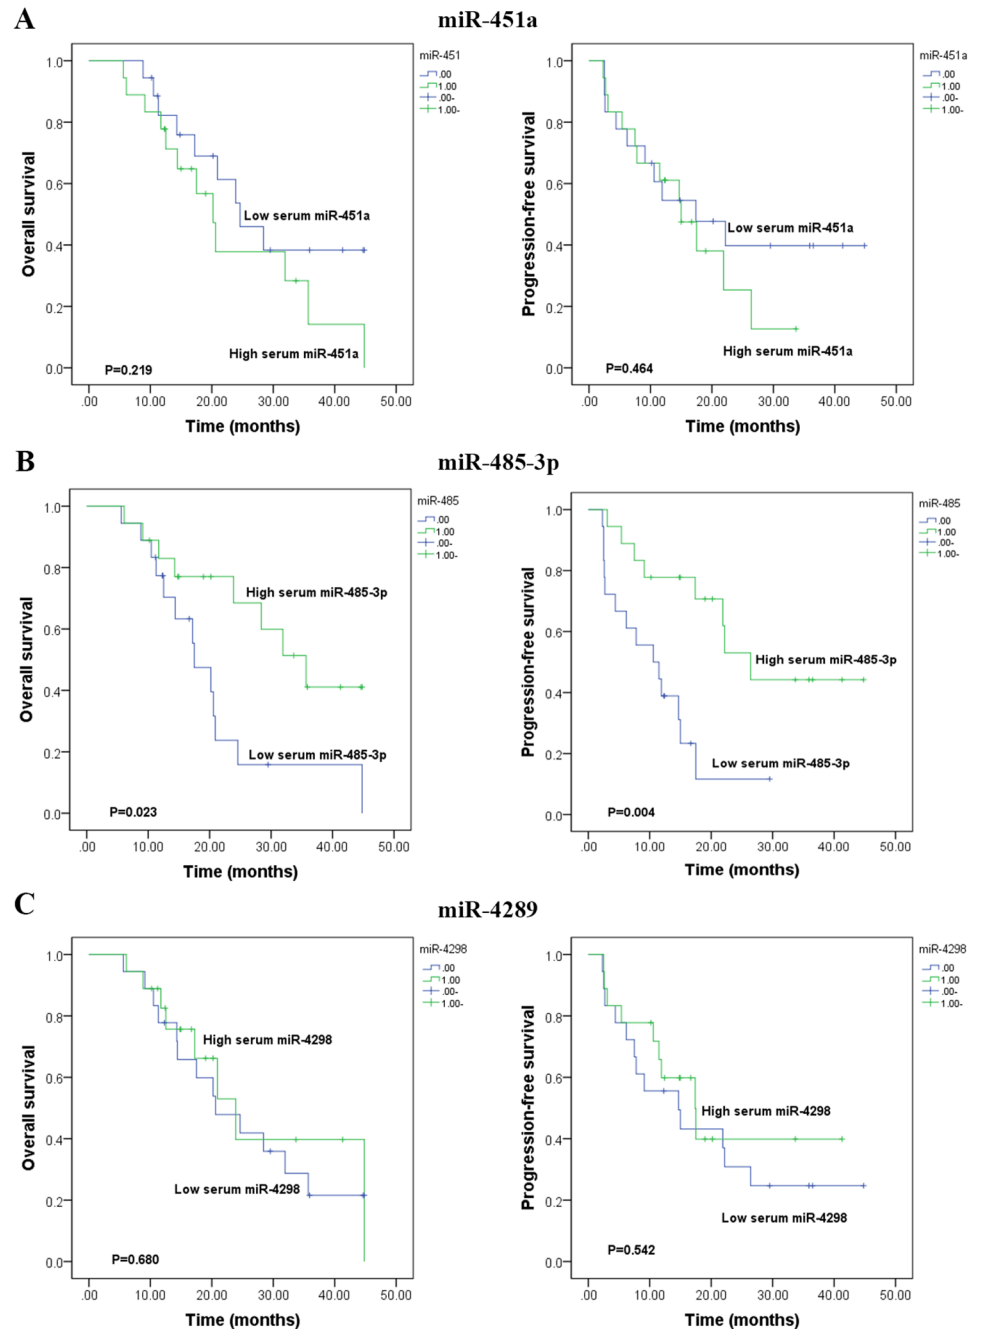 A
miR-451a
miR-451
.00
1.00
.00-
1.00-
1.0
0.8
0.6
0.4
0.2
0.0
Overall survival
Low serum miR-451a
High serum miR-451a
P=0.219
.00 10.00 20.00 30.00 40.00 50.00
Time (months)
miR-451a
.00
1.00
.00-
1.00-
1.0
0.8
0.6
0.4
0.2
0.0
Progression-free survival
Low serum miR-451a
High serum miR-451a
P=0.464
.00 10.00 20.00 30.00 40.00 50.00
Time (months)
B
miR-485-3p
miR-485
.00
1.00
.00-
1.00-
1.0
0.8
0.6
0.4
0.2
0.0
Overall survival
High serum miR-485-3p
Low serum miR-485-3p
P=0.023
.00 10.00 20.00 30.00 40.00 50.00
Time (months)
miR-485
.00
1.00
.00-
1.00-
1.0
0.8
0.6
0.4
0.2
0.0
Progression-free survival
High serum miR-485-3p
Low serum miR-485-3p
P=0.004
.00 10.00 20.00 30.00 40.00 50.00
Time (months)
C
miR-4289
miR-4298
.00
1.00
.00-
1.00-
1.0
0.8
0.6
0.4
0.2
0.0
Overall survival
High serum miR-4298
Low serum miR-4298
P=0.680
.00 10.00 20.00 30.00 40.00 50.00
Time (months)
miR-4298
.00
1.00
.00-
1.00-
1.0
0.8
0.6
0.4
0.2
0.0
Progression-free survival
High serum miR-4298
Low serum miR-4298
P=0.542
.00 10.00 20.00 30.00 40.00 50.00
Time (months)